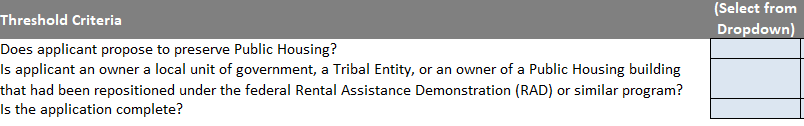 (Select from
Threshold Criteria
Dropdown)
Does applicant propose to preserve Public Housing?
Is applicant an owner a local unit of government, a Tribal Entity, or an owner of a Public Housing building
that had been repositioned under the federal Rental Assistance Demonstration (RAD) or similar program?
Is the application complete?